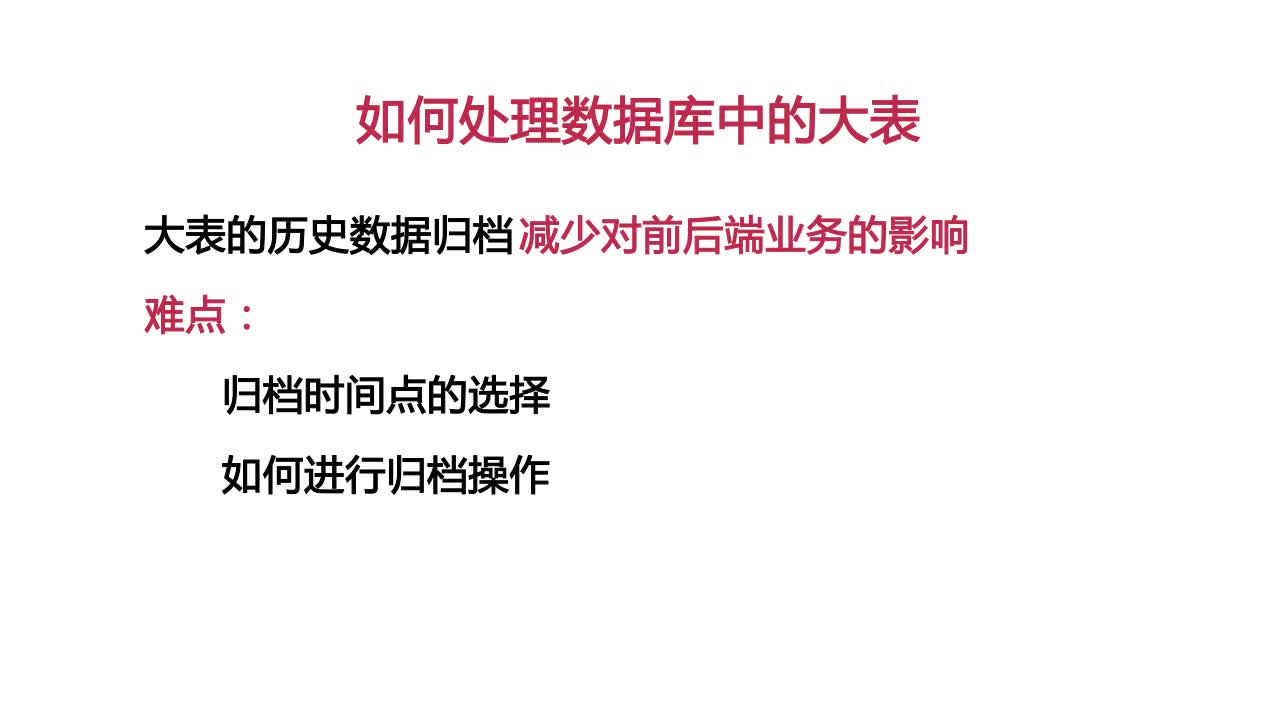 如何处理数据库中的大表
大表的历史数据归档 减少对前后端业务的影响
难点：
归档时间点的选择
如何进行归档操作